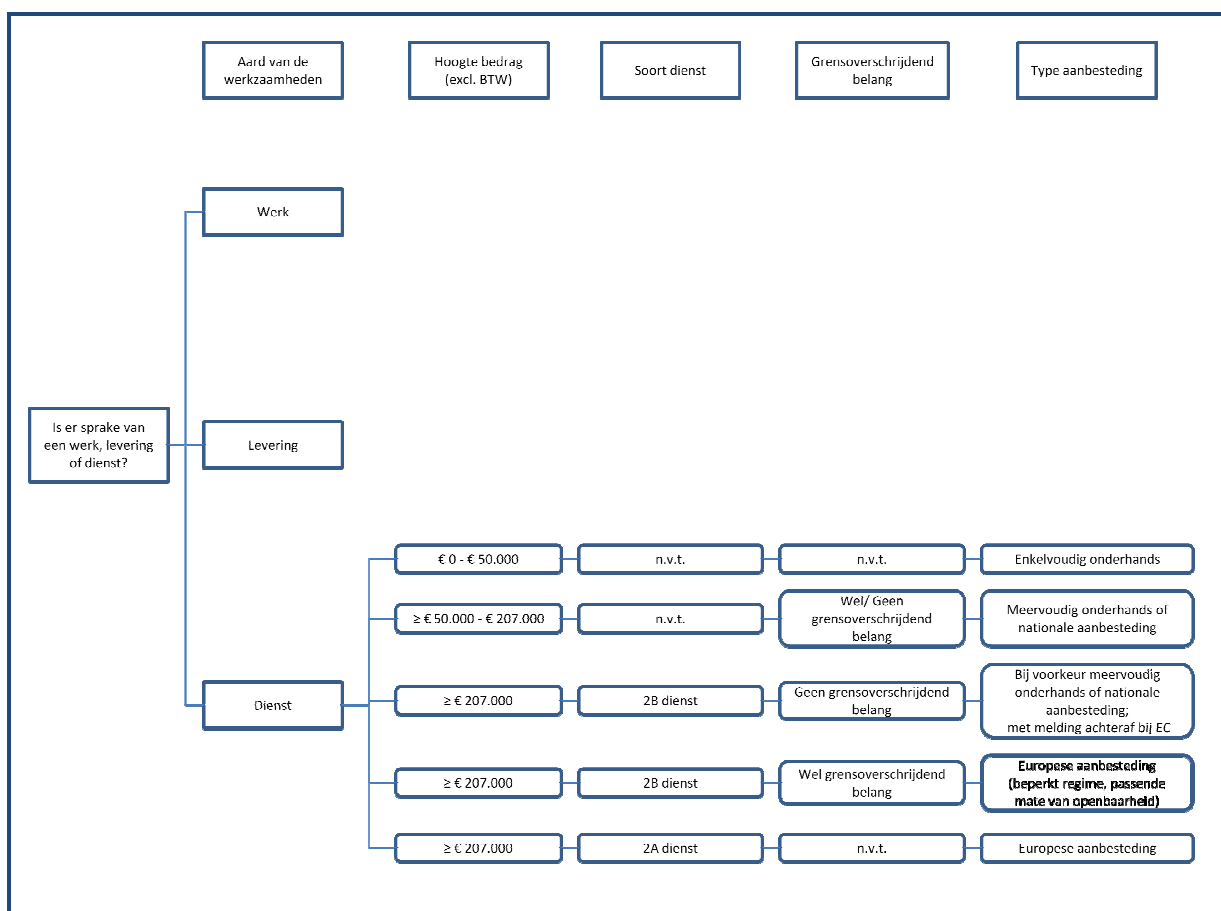 Aard van de
werkzaamheden
Hoogte bedrag
(excl. BTW)
Soort dienst
Grensoverschrijdend
belang
Type aanbesteding
Werk
Is er sprake van
een werk, levering
of dienst?
Levering
Dienst
€ 0 - € 50.000
n.v.t.
n.v.t.
Enkelvoudig onderhands
≥ € 50.000 - € 207.000
n.v.t.
Wel/ Geen
grensoverschrijdend
belang
Meervoudig onderhands of
nationale aanbesteding
≥ € 207.000
2B dienst
Geen grensoverschrijdend
belang
Bij voorkeur meervoudig
onderhands of nationale
aanbesteding;
met melding achteraf bij EC
≥ € 207.000
2B dienst
Wel grensoverschrijdend
belang
Europese aanbesteding
(beperkt regime, passende
mate van openbaarheid)
≥ € 207.000
2A dienst
n.v.t.
Europese aanbesteding